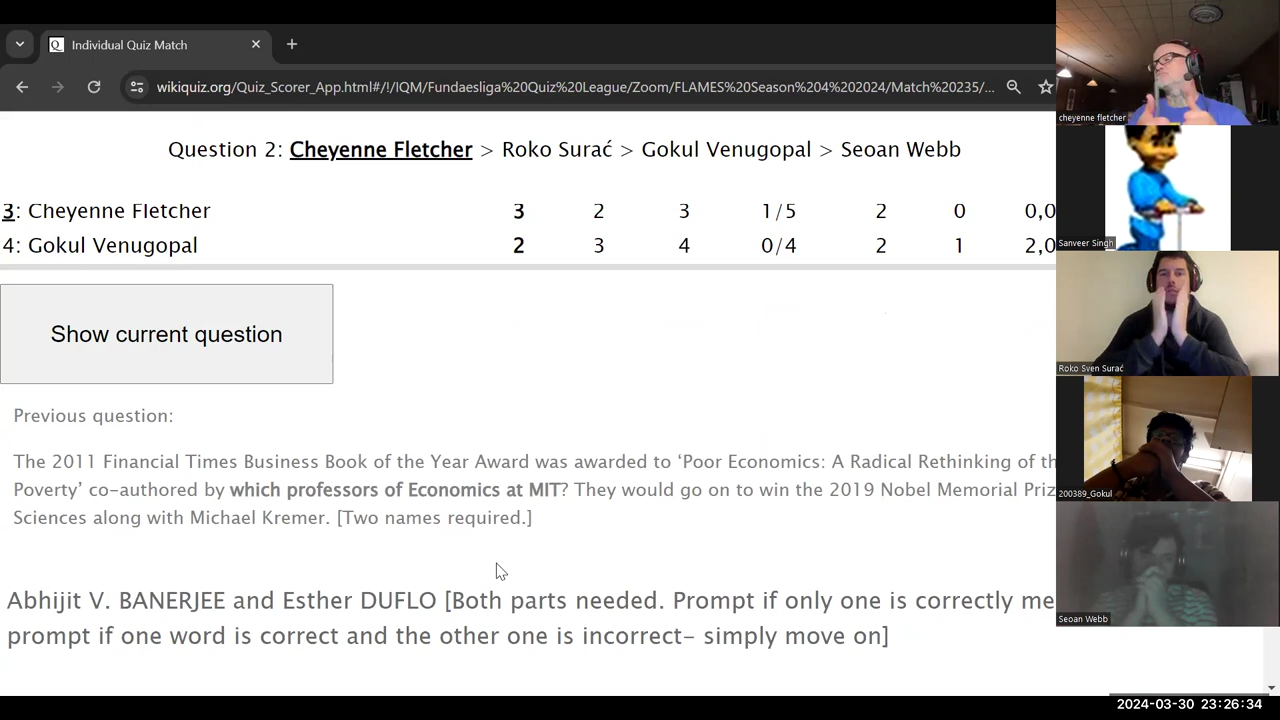 Individual Quiz Match
wikiquiz.org/Quiz_Scorer_App.html#/!/IQM/Fundaesliga%20Quiz%20League/Zoom/FLAMES%20Season%204%202024/Match%20235/...
cheyenne fletcher
Question 2: Cheyenne Fletcher > Roko Surać > Gokul Venugopal > Seoan Webb
3: Cheyenne Fletcher 3 2 3 1/5 2 0 0,0
4: Gokul Venugopal 2 3 4 0/4 2 1 2,0
Sanveer Singh
Show current question
Roko Sven Surać
Previous question:
The 2011 Financial Times Business Book of the Year Award was awarded to ‘Poor Economics: A Radical Rethinking of th
Poverty’ co-authored by which professors of Economics at MIT? They would go on to win the 2019 Nobel Memorial Priz
Sciences along with Michael Kremer. [Two names required.]
200389_Gokul
Abhijit V. BANERJEE and Esther DUFLO [Both parts needed. Prompt if only one is correctly me
prompt if one word is correct and the other one is incorrect– simply move on]
Seoan Webb
2024-03-30 23:26:34